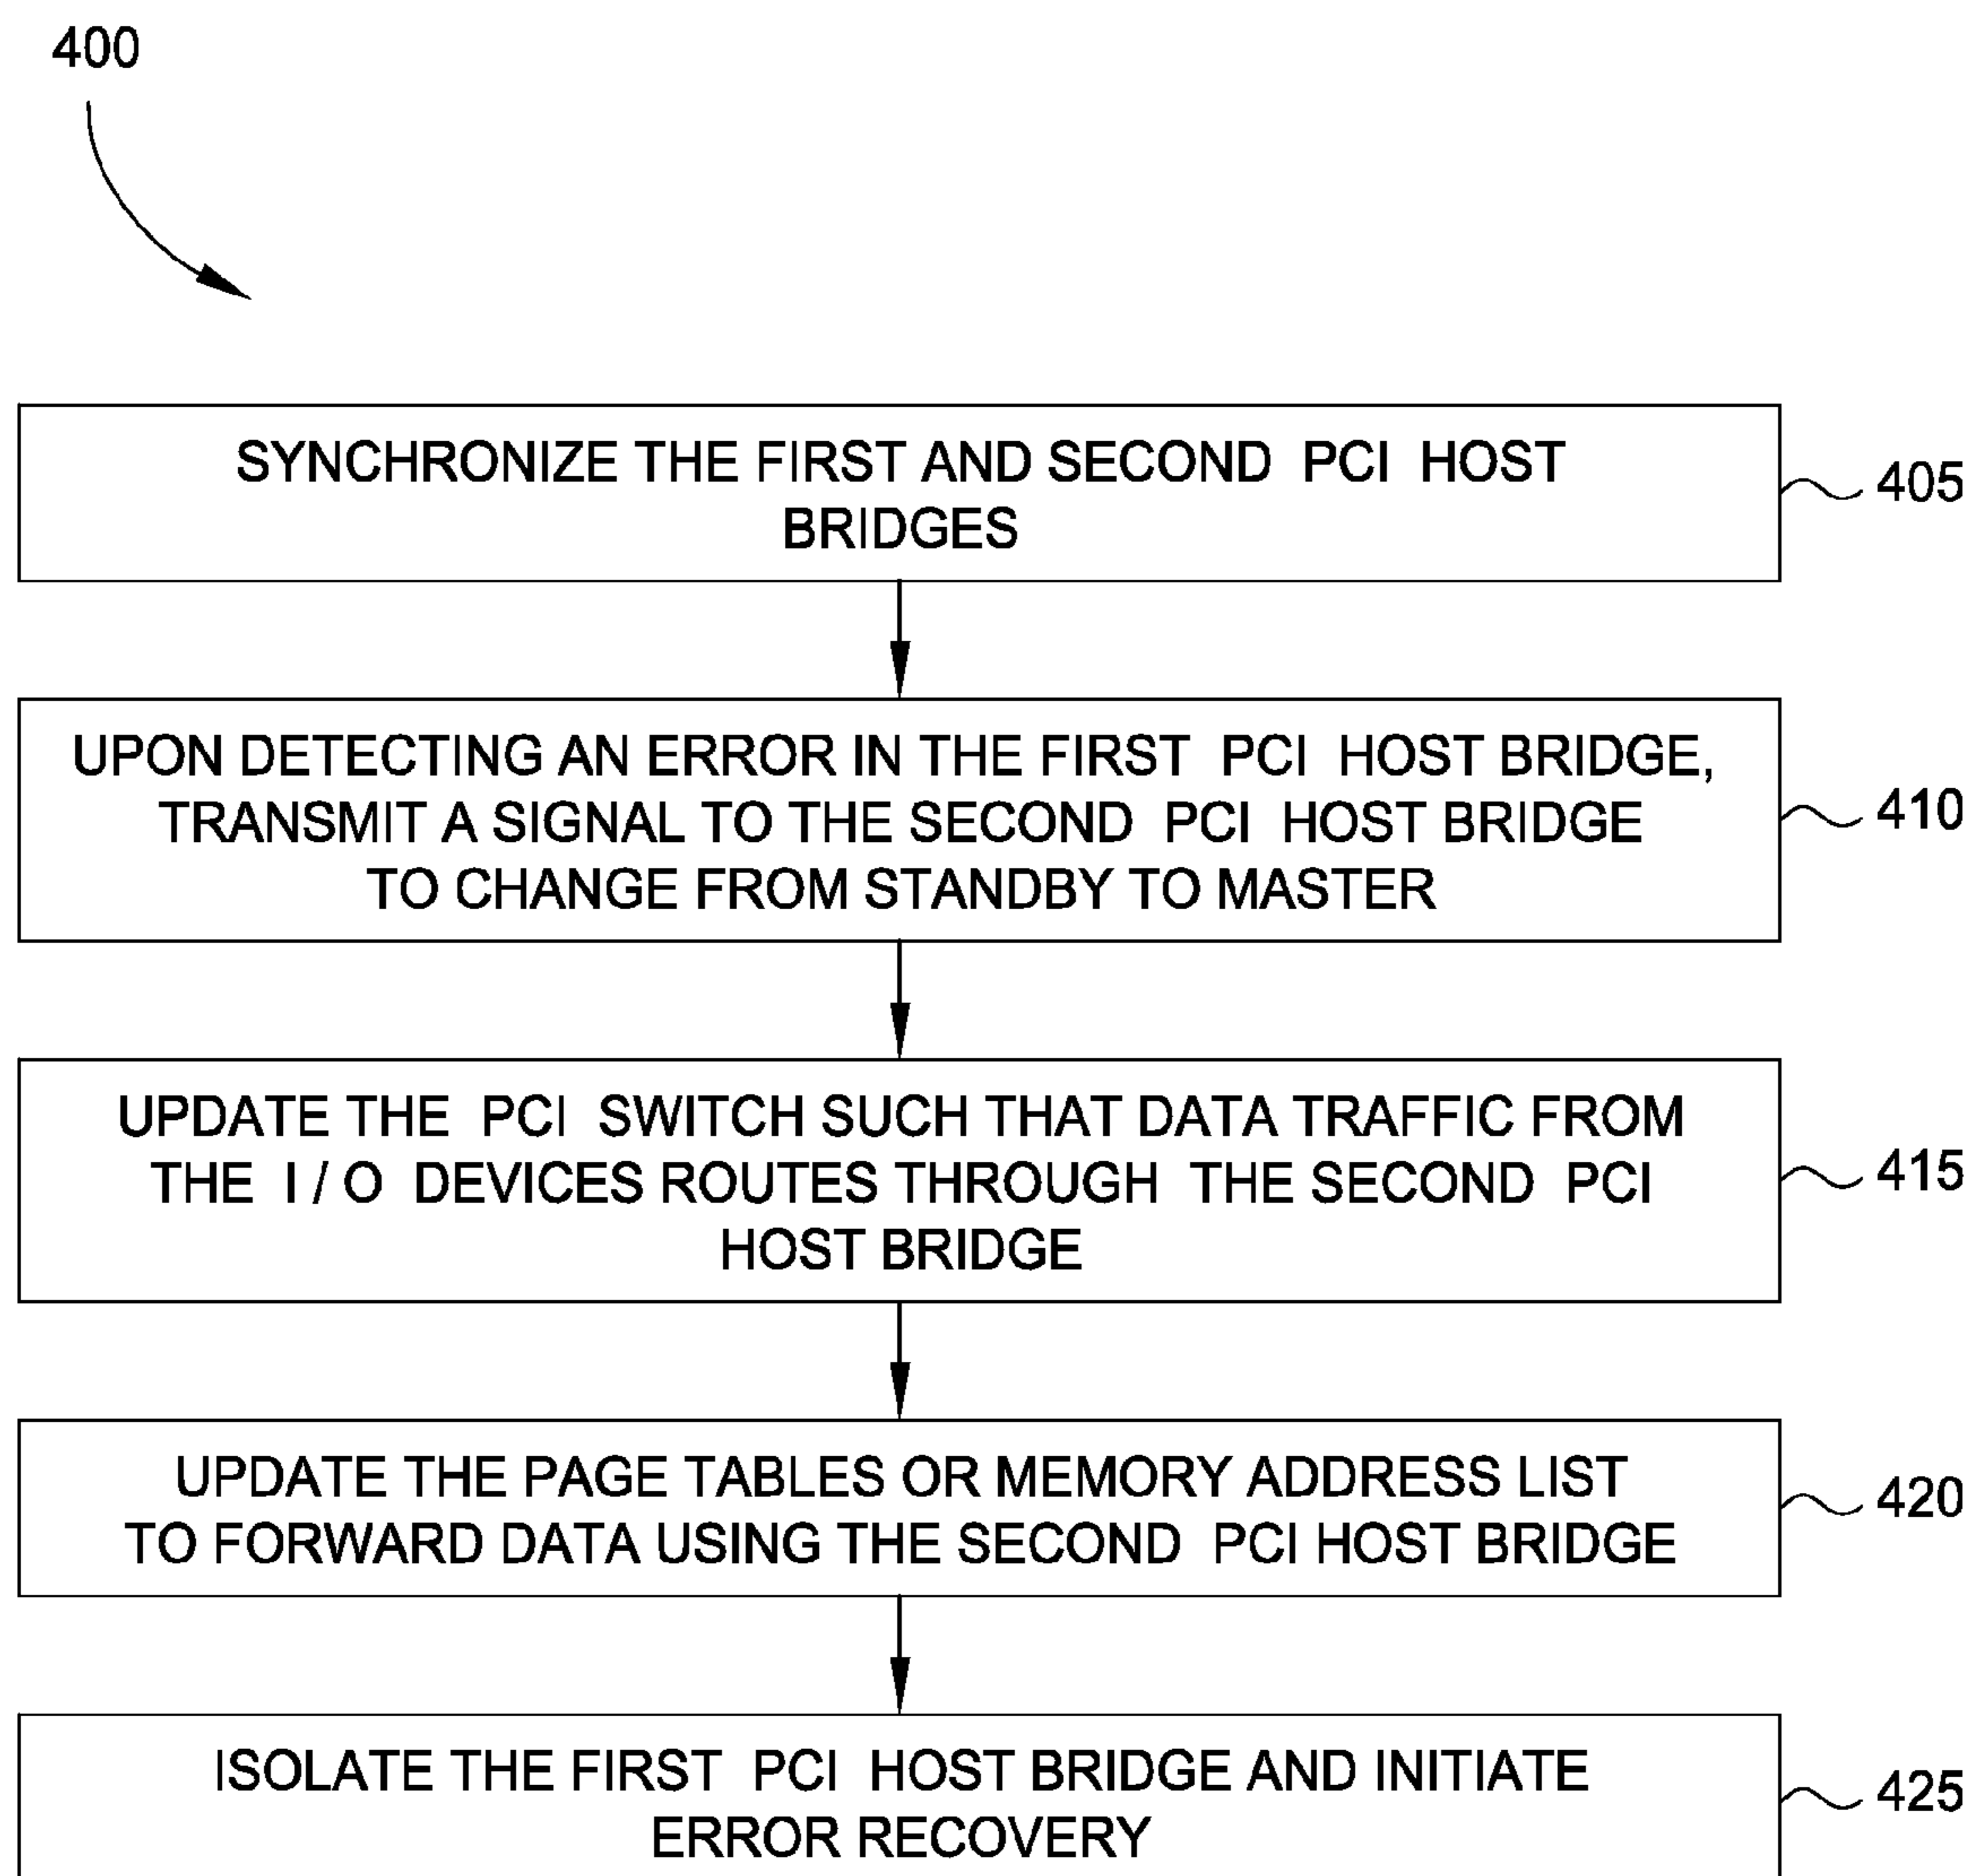 400
SYNCHRONIZE THE FIRST AND SECOND PCI HOST
BRIDGES
405
UPON DETECTING AN ERROR IN THE FIRST PCI HOST BRIDGE,
TRANSMIT A SIGNAL TO THE SECOND PCI HOST BRIDGE
TO CHANGE FROM STANDBY TO MASTER
410
UPDATE THE PCI SWITCH SUCH THAT DATA TRAFFIC FROM
THE I / O DEVICES ROUTES THROUGH THE SECOND PCI
HOST BRIDGE
415
UPDATE THE PAGE TABLES OR MEMORY ADDRESS LIST
TO FORWARD DATA USING THE SECOND PCI HOST BRIDGE
420
ISOLATE THE FIRST PCI HOST BRIDGE AND INITIATE
ERROR RECOVERY
425